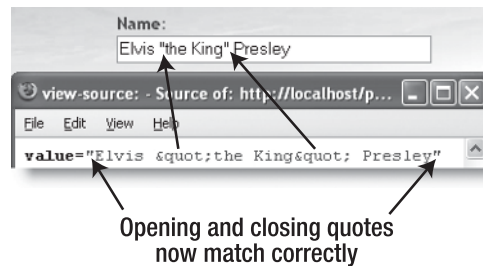 Name:
Elvis "the King" Presley
view-source: - Source of: http://localhost/p...
File Edit View Help
value="Elvis &quot;the King&quot; Presley"
Opening and closing quotes
now match correctly